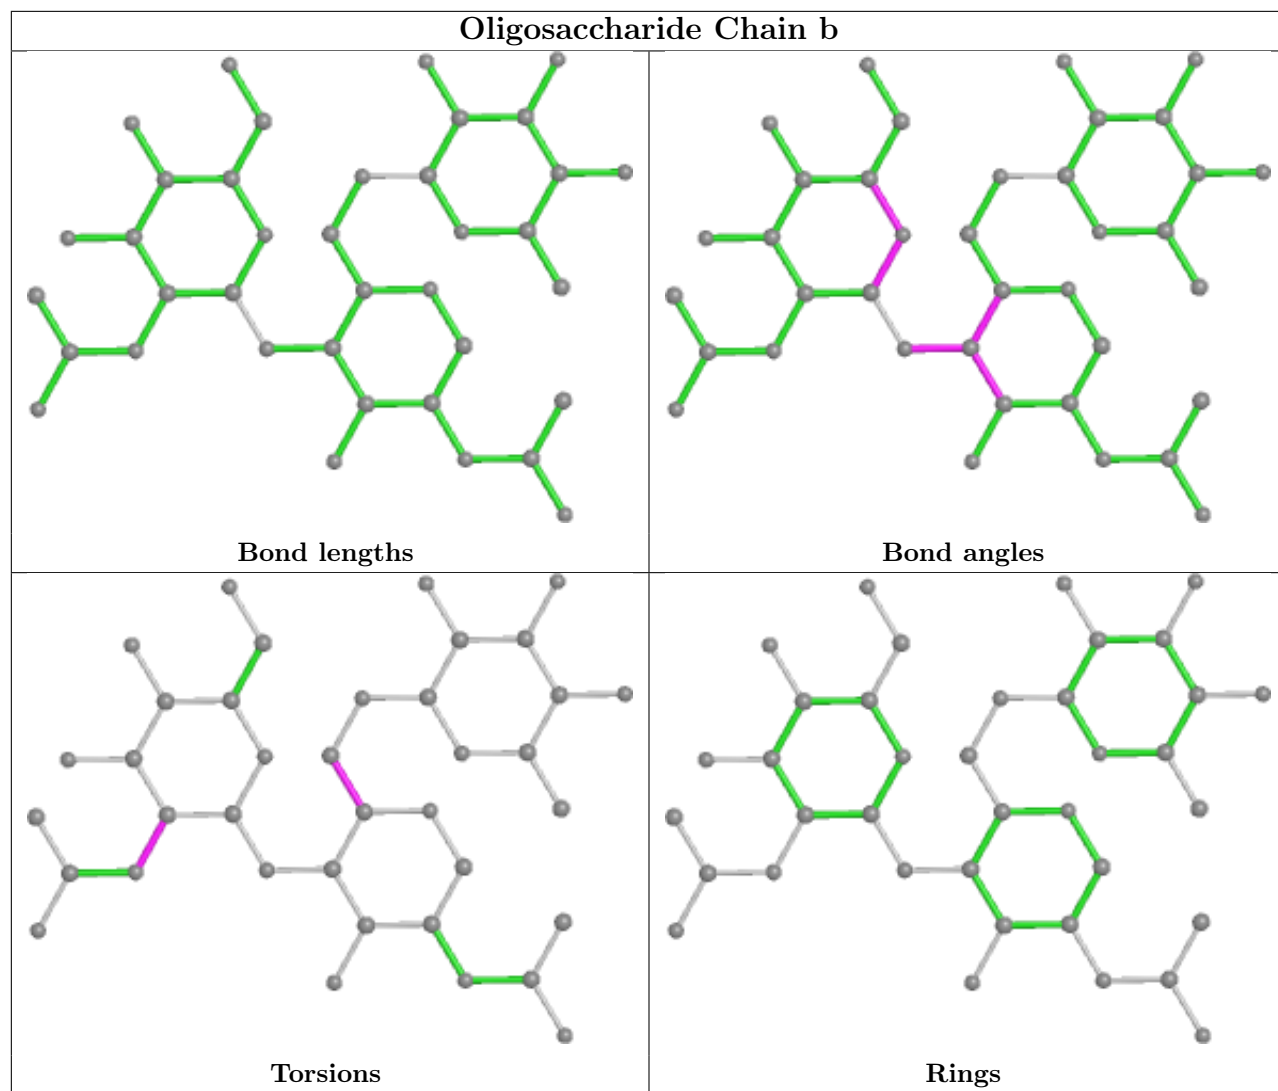 Oligosaccharide Chain b
Bond lengths
Bond angles
Torsions
Rings